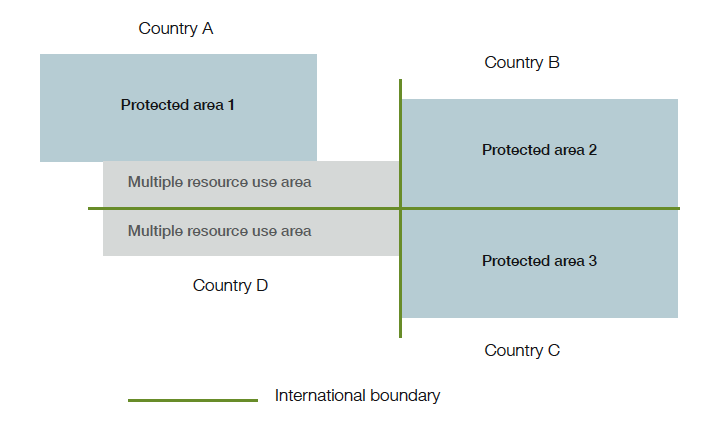 Country A
Country B
Protected area 1
Protected area 2
Multiple resource use area
Multiple resource use area
Protected area 3
Country D
Country C
International boundary